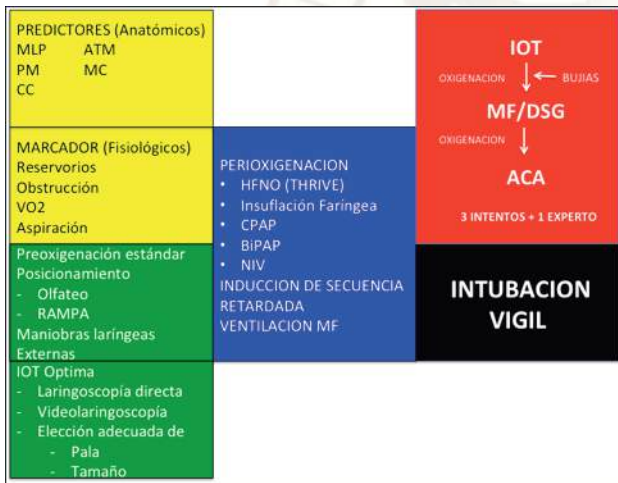 PREDICTORES (Anatómicos)
MLP ATM
PM MC
CC
MARCADOR (Fisiológicos)
Reservorios
Obstrucción
VO2
Aspiración
Preoxigenación estándar
Posicionamiento
- Olfateo
- RAMPA
Maniobras laríngeas
Externas
IOT Optima
- Laringoscopía directa
- Videolaringoscopía
- Elección adecuada de
- Pala
- Tamaño
PERIOXIGENACION
• HFNO (THRIVE)
• Insuflación Faríngea
• CPAP
• BiPAP
• NIV
INDUCCION DE SECUENCIA
RETARDADA
VENTILACION MF
IOT
OXIGENACION BUJIAS
MF/DSG
OXIGENACION
ACA
3 INTENTOS + 1 EXPERTO
INTUBACION
VIGIL